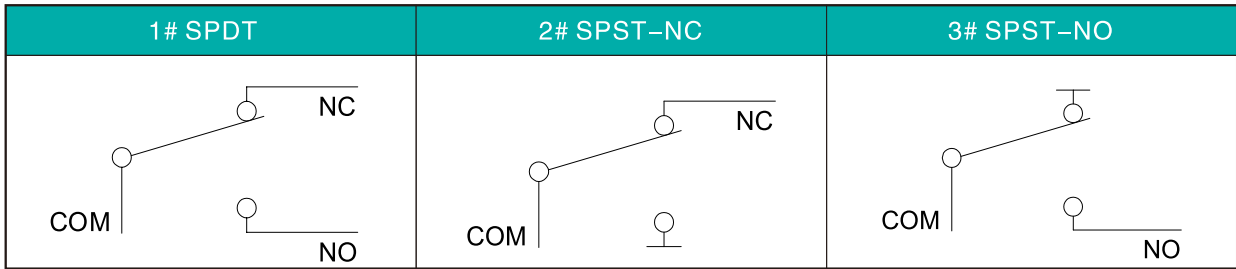 1# SPDT
2# SPST-NC
3# SPST-NO
NC
COM
NO
NC
COM
COM
NO